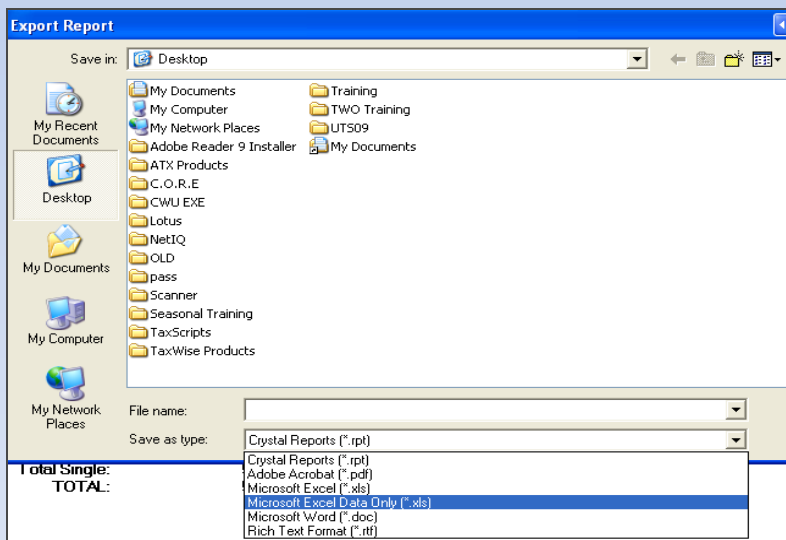 Export Report
Save in:
Desktop
My Recent
Documents
Desktop
My Documents
My Computer
My Network
Places
My Documents
My Computer
My Network Places
Adobe Reader 9 Installer
ATX Products
C.O.R.E
CWU EXE
Lotus
NetIQ
OLD
pass
Scanner
Seasonal Training
TaxScripts
TaxWise Products
Training
TWO Training
UTS09
My Documents
File name:
Save as type:
Crystal Reports (*.rpt)
Crystal Reports (*.rpt)
Adobe Acrobat (*.pdf)
Microsoft Excel (*.xls)
Microsoft Excel Data Only (*.xls)
Microsoft Word (*.doc)
Rich Text Format (*.rtf)
Total Single:
TOTAL: